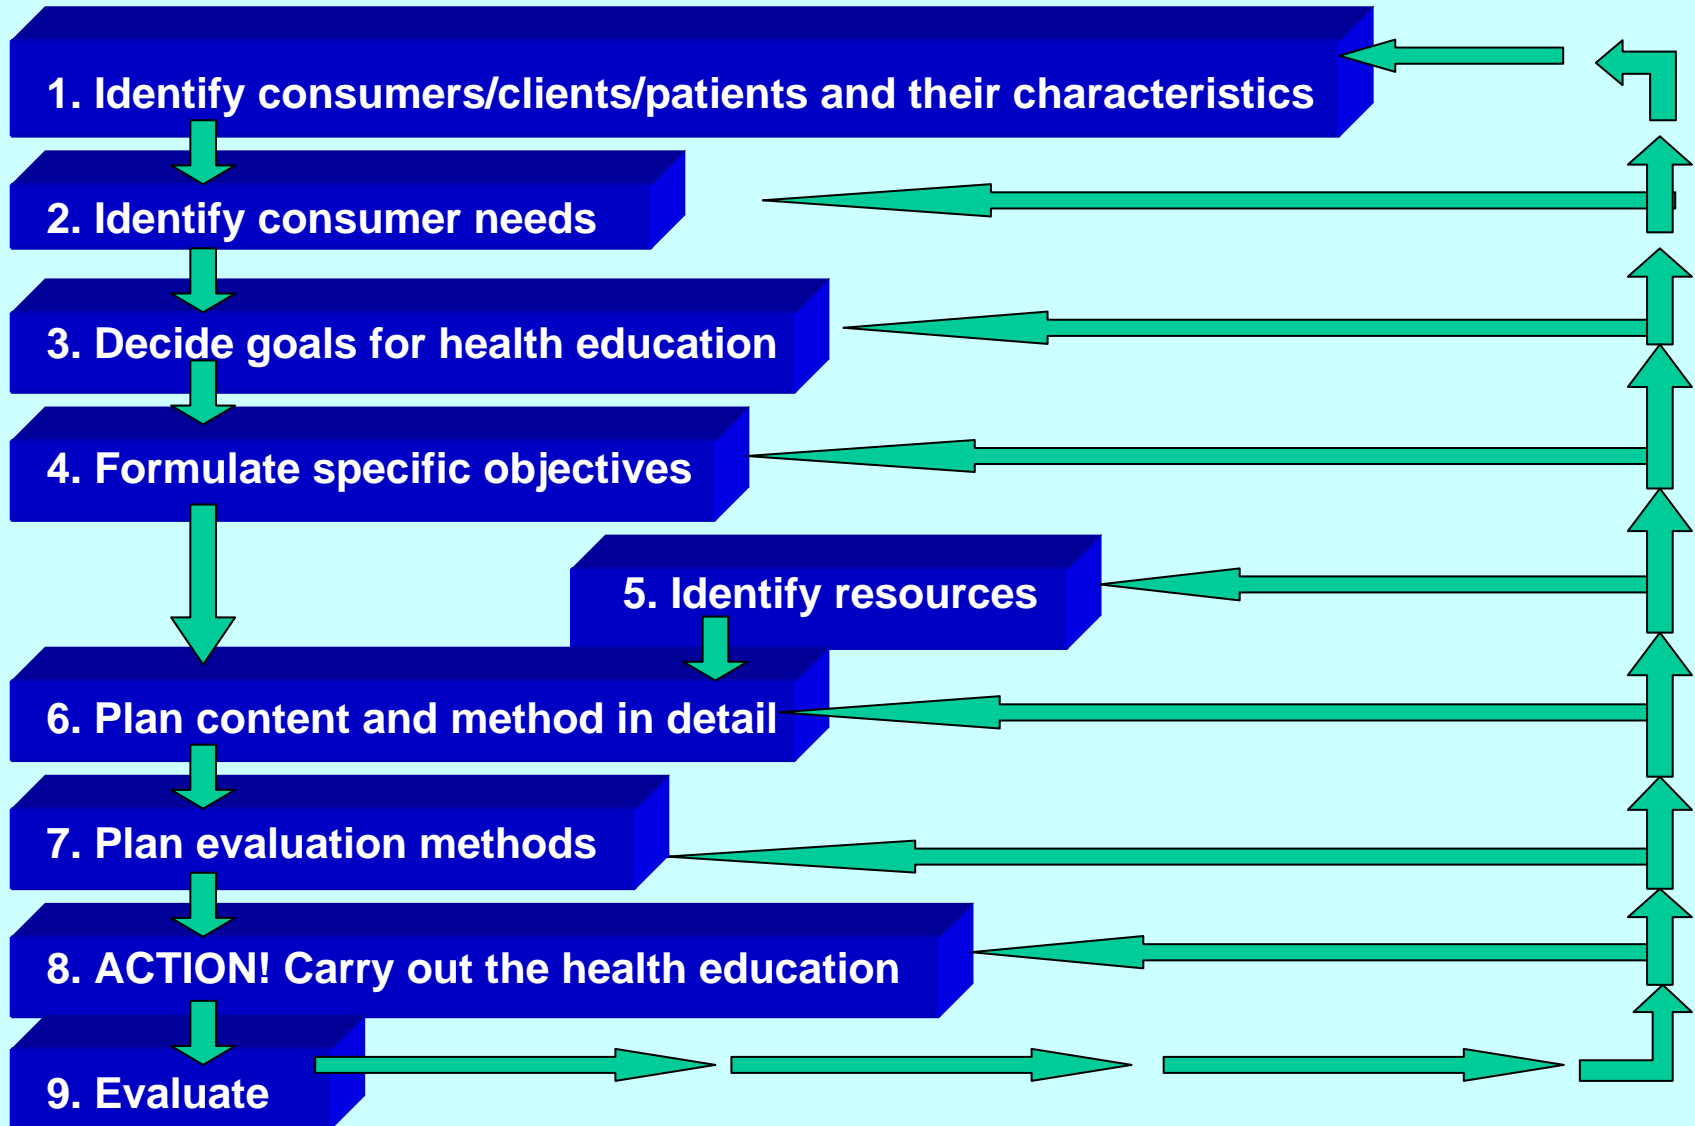 1. Identify consumers/clients/patients and their characteristics
2. Identify consumer needs
3. Decide goals for health education
4. Formulate specific objectives
5. Identify resources
6. Plan content and method in detail
7. Plan evaluation methods
8. ACTION! Carry out the health education
9. Evaluate